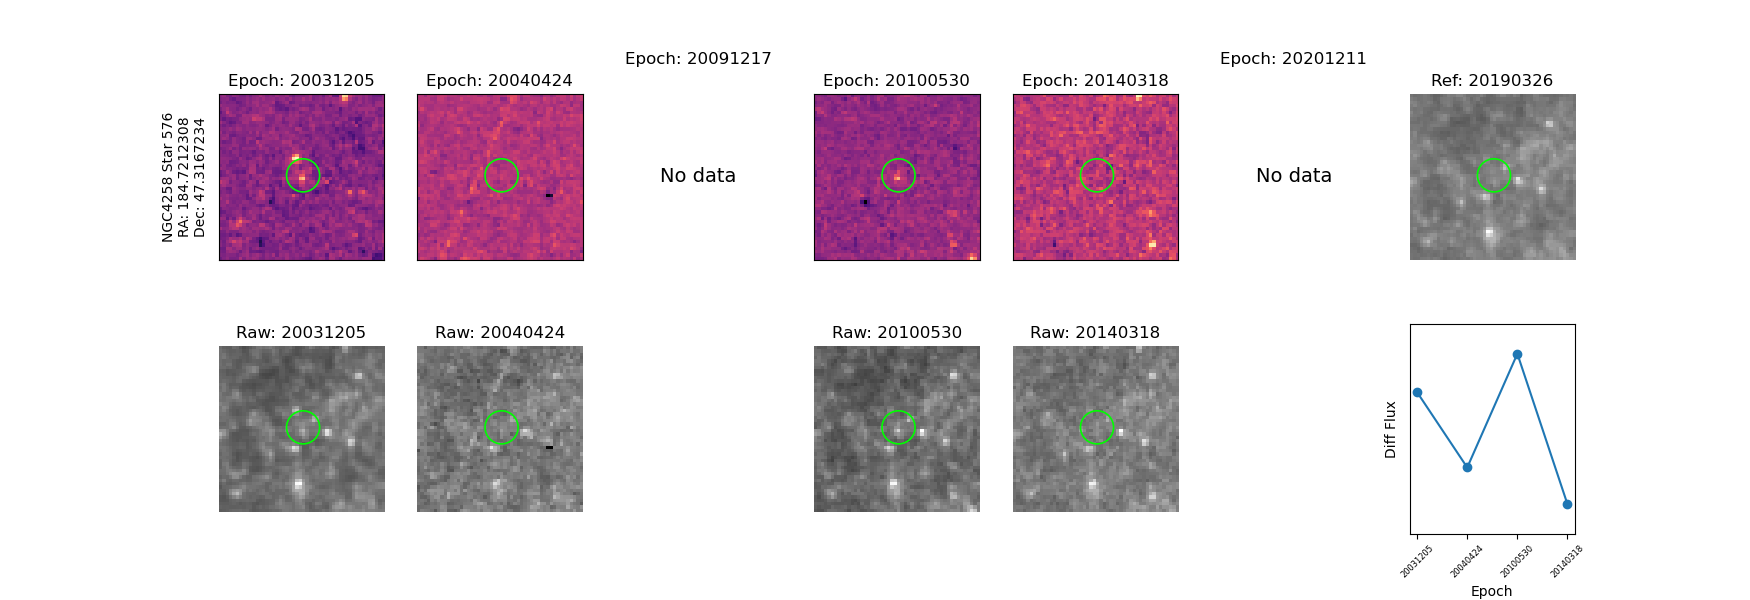 Epoch: 20091217
Epoch: 20201211
Epoch: 20031205
Epoch: 20040424
Epoch: 20100530
Epoch: 20140318
Ref: 20190326
NGC4258 Star 576
RA: 184.7212308
Dec: 47.3167234
No data
No data
Raw: 20031205
Raw: 20040424
Raw: 20100530
Raw: 20140318
Diff Flux
20031205
20040424
20100530
20140318
Epoch